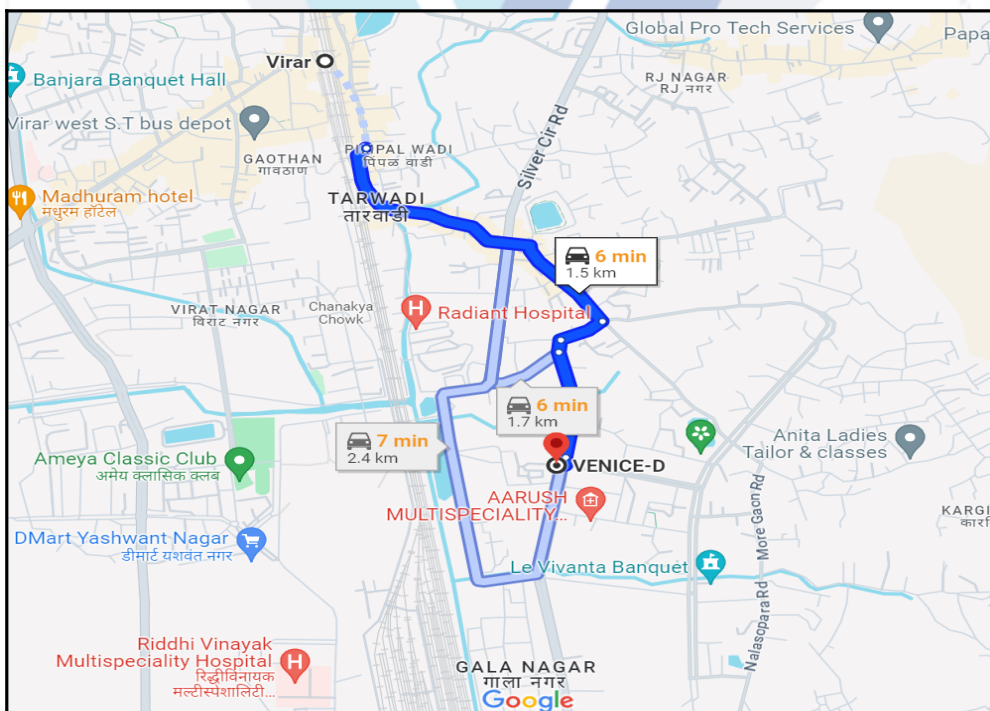 Global Pro Tech Services
Papa
Virar
Banjara Banquet Hall
RJ NAGAR
RJ नगर
Virar west S.T bus depot
PIMPAL WADI
पिंपळ वाडी
GAOTHAN
गावठाण
Silver Cir Rd
Madhuram hotel
मधुरम हॉटेल
TARWADI
तारवाडी
6 min
1.5 km
VIRAT NAGAR
विराट नगर
Chanakya
Chowk
Radiant Hospital
6 min
1.7 km
7 min
2.4 km
Anita Ladies
Tailor & classes
Ameya Classic Club
अमेय क्लासिक क्लब
VENICE-D
AARUSH
MULTISPECIALITY...
More Gaon Rd
KARGI
कारगि
DMart Yashwant Nagar
डीमार्ट यशवंत नगर
Le Vivanta Banquet
Nalasopara Rd
Riddhi Vinayak
Multispeciality Hospital
रिद्धीविनायक
मल्टीस्पेशालिटी...
GALA NAGAR
गाला नगर
Google